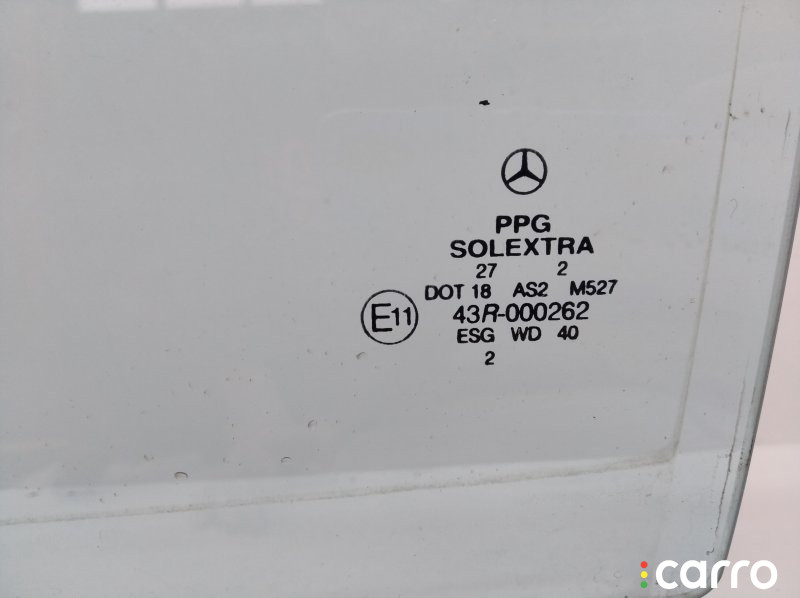 PPG
SOLEXTRA
27 2
DOT 18 AS2 M527
E11 43R-000262
ESG WD 40
2
carro